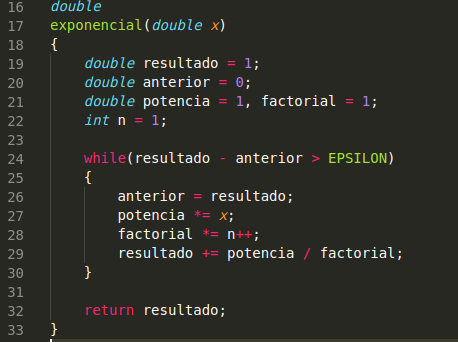 16 double
17 exponencial(double x)
18 {
19     double resultado = 1;
20     double anterior = 0;
21     double potencia = 1, factorial = 1;
22     int n = 1;
23
24     while(resultado - anterior > EPSILON)
25     {
26         anterior = resultado;
27         potencia *= x;
28         factorial *= n++;
29         resultado += potencia / factorial;
30     }
31
32     return resultado;
33 }